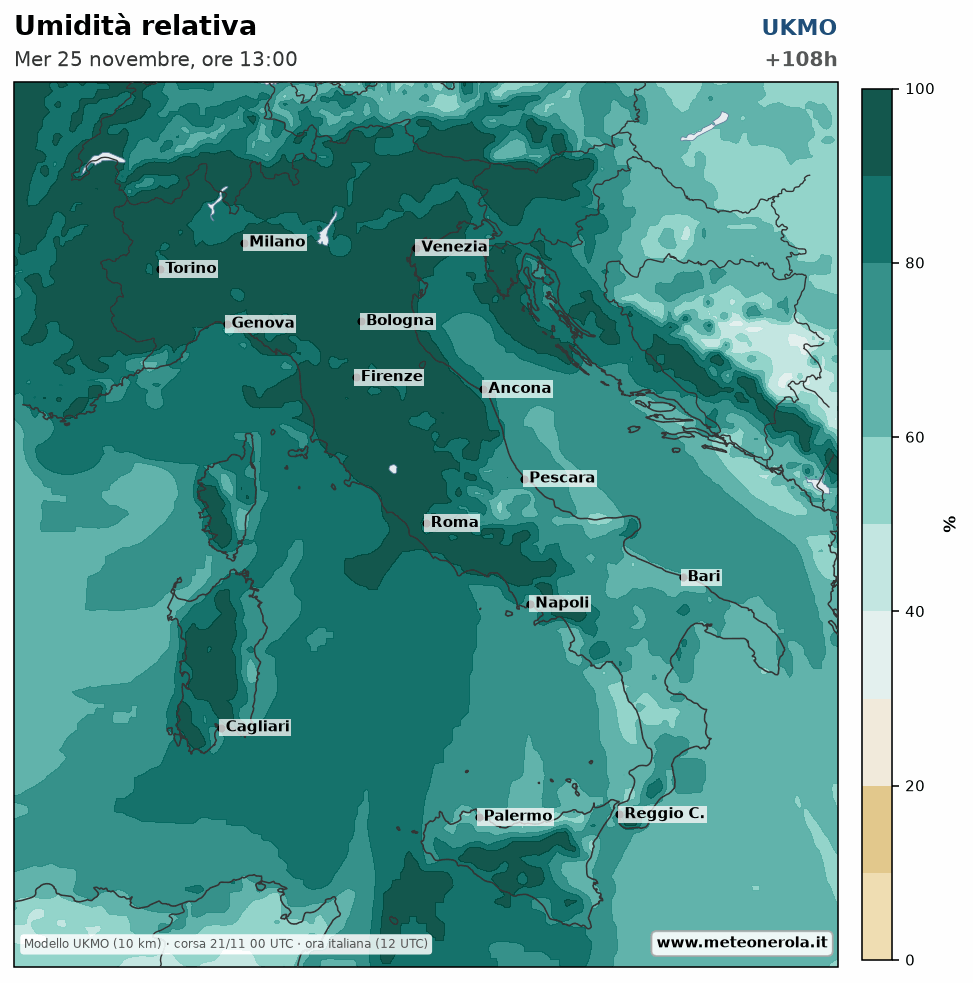 Umidità relativa
UKMO
Mer 25 novembre, ore 13:00
+108h
100
80
60
40
20
0
%
Milano
Venezia
Torino
Genova
Bologna
Firenze
Ancona
Pescara
Roma
Bari
Napoli
Cagliari
Palermo
Reggio C.
Modello UKMO (10 km) · corsa 21/11 00 UTC · ora italiana (12 UTC)
www.meteonerola.it